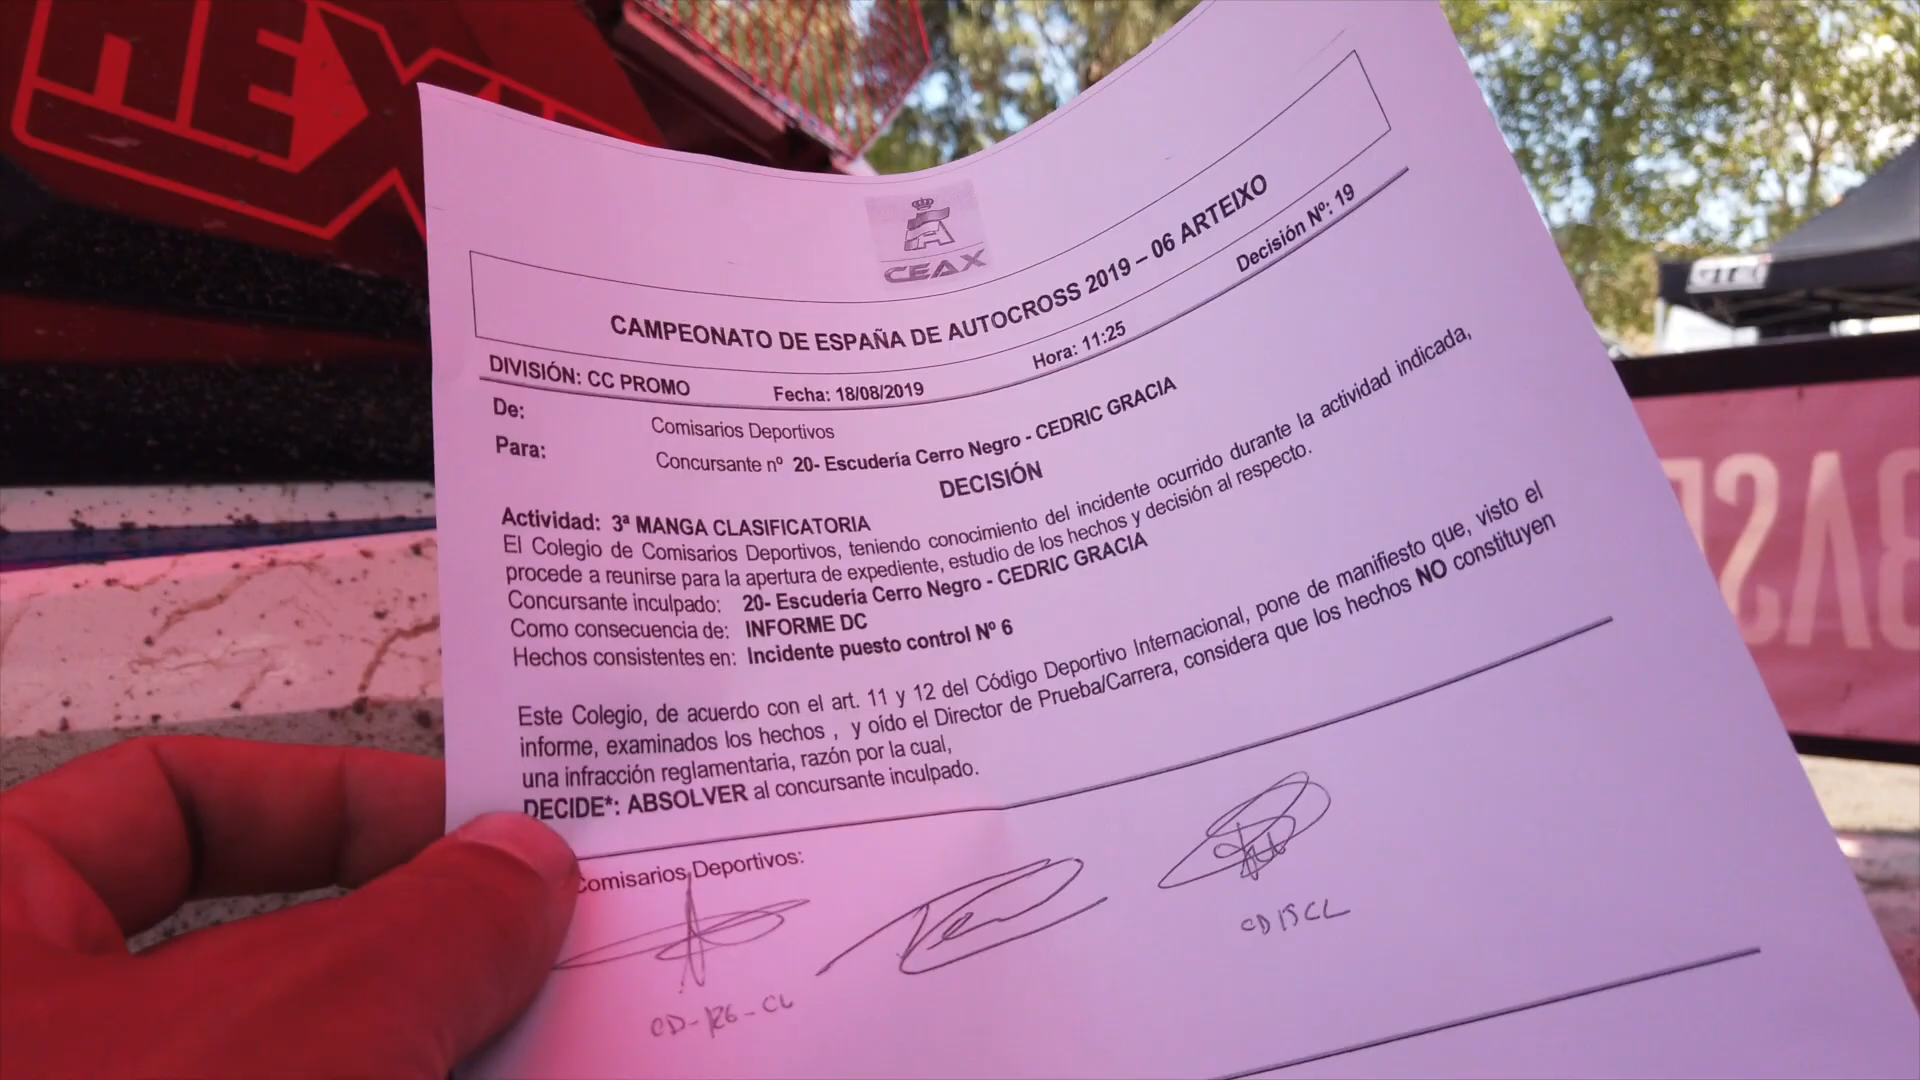 NEX
CEAX
CAMPEONATO DE ESPAÑA DE AUTOCROSS 2019 – 06 ARTEIXO
DIVISIÓN: CC PROMO Fecha: 18/08/2019 Hora: 11:25 Decisión Nº: 19
De: Comisarios Deportivos
Para: Concursante nº 20- Escudería Cerro Negro - CEDRIC GRACIA
DECISIÓN
Actividad: 3ª MANGA CLASIFICATORIA
El Colegio de Comisarios Deportivos, teniendo conocimiento del incidente ocurrido durante la actividad indicada,
procede a reunirse para la apertura de expediente, estudio de los hechos y decisión al respecto.
Concursante inculpado: 20- Escudería Cerro Negro - CEDRIC GRACIA
Como consecuencia de: INFORME DC
Hechos consistentes en: Incidente puesto control Nº 6
Este Colegio, de acuerdo con el art. 11 y 12 del Código Deportivo Internacional, pone de manifiesto que, visto el
informe, examinados los hechos , y oído el Director de Prueba/Carrera, considera que los hechos NO constituyen
una infracción reglamentaria, razón por la cual,
DECIDE*: ABSOLVER al concursante inculpado.
Comisarios Deportivos:
CD-126-CL
CD 15 CL